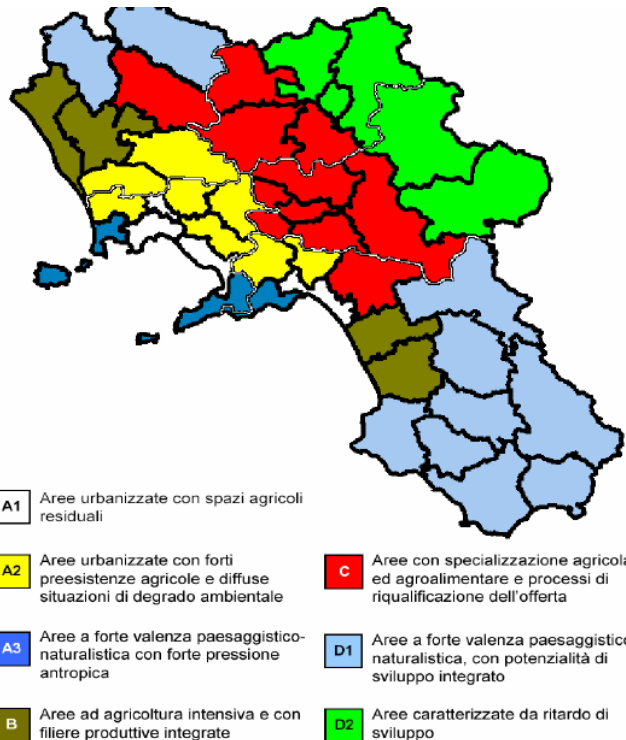 A1 Aree urbanizzate con spazi agricoli
residuali
A2 Aree urbanizzate con forti
preesistenze agricole e diffuse
situazioni di degrado ambientale
A3 Aree a forte valenza paesaggistico-
naturalistica con forte pressione
antropica
B Aree ad agricoltura intensiva e con
filiere produttive integrate
C Aree con specializzazione agricola
ed agroalimentare e processi di
riqualificazione dell'offerta
D1 Aree a forte valenza paesaggistico
naturalistica, con potenzialità di
sviluppo integrato
D2 Aree caratterizzate da ritardo di
sviluppo